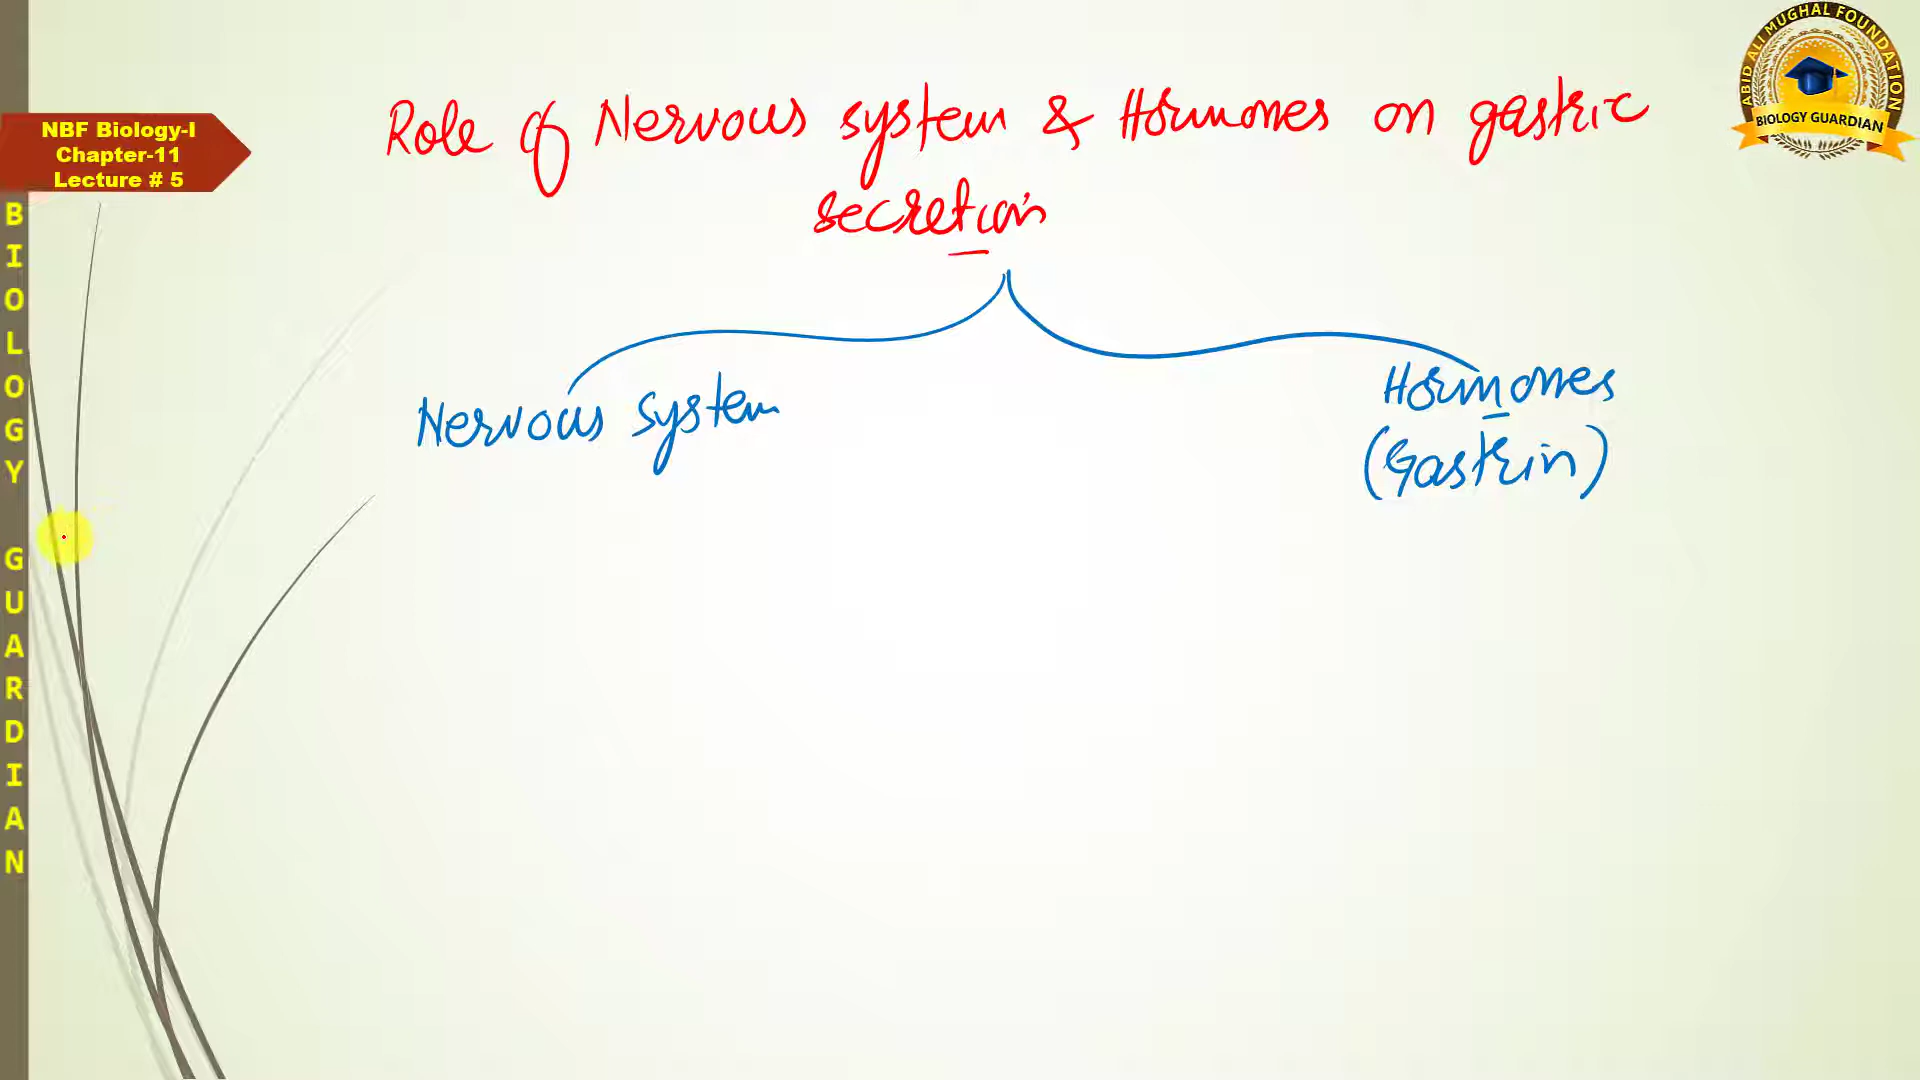 ABID ALI MUGHAL FOUNDATION
BIOLOGY GUARDIAN
NBF Biology-I
Chapter-11
Lecture # 5
Role of Nervous system & Hormones on gastric
secretion
Nervous system
Hormones
(Gastrin)
BIOLOGY GUARDIAN